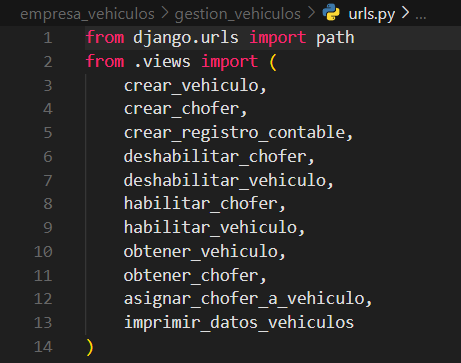 empresa_vehiculos > gestion_vehiculos > urls.py > ...
1 from django.urls import path
2 from .views import (
3     crear_vehiculo,
4     crear_chofer,
5     crear_registro_contable,
6     deshabilitar_chofer,
7     deshabilitar_vehiculo,
8     habilitar_chofer,
9     habilitar_vehiculo,
10     obtener_vehiculo,
11     obtener_chofer,
12     asignar_chofer_a_vehiculo,
13     imprimir_datos_vehiculos
14 )